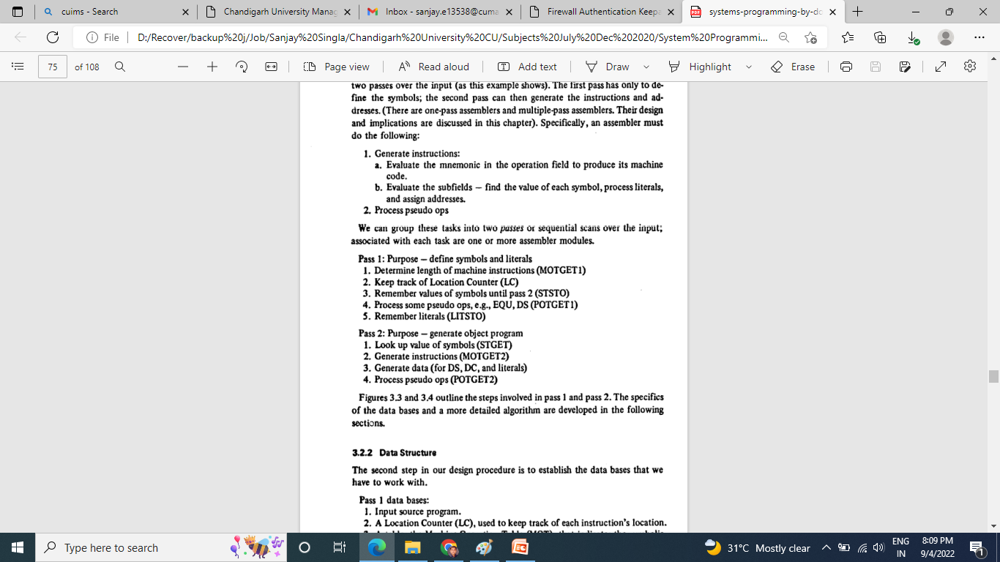 cuims - Search
Chandigarh University Manag
Inbox - sanjay.e13538@cuma
Firewall Authentication Keepa
systems-programming-by-do
File
D:/Recover/backup%20j/Job/Sanjay%20Singla/Chandigarh%20University%20CU/Subjects%20July%20Dec%202020/System%20Programmi...
75 of 108
Page view
Read aloud
Add text
Draw
Highlight
Erase
two passes over the input (as this example shows). The first pass has only to de-
fine the symbols; the second pass can then generate the instructions and ad-
dresses. (There are one-pass assemblers and multiple-pass assemblers. Their design
and implications are discussed in this chapter). Specifically, an assembler must
do the following:
1. Generate instructions:
a. Evaluate the mnemonic in the operation field to produce its machine
code.
b. Evaluate the subfields – find the value of each symbol, process literals,
and assign addresses.
2. Process pseudo ops
We can group these tasks into two passes or sequential scans over the input;
associated with each task are one or more assembler modules.
Pass 1: Purpose – define symbols and literals
1. Determine length of machine instructions (MOTGET1)
2. Keep track of Location Counter (LC)
3. Remember values of symbols until pass 2 (STSTO)
4. Process some pseudo ops, e.g., EQU, DS (POTGET1)
5. Remember literals (LITSTO)
Pass 2: Purpose – generate object program
1. Look up value of symbols (STGET)
2. Generate instructions (MOTGET2)
3. Generate data (for DS, DC, and literals)
4. Process pseudo ops (POTGET2)
Figures 3.3 and 3.4 outline the steps involved in pass 1 and pass 2. The specifics
of the data bases and a more detailed algorithm are developed in the following
sections.
3.2.2 Data Structure
The second step in our design procedure is to establish the data bases that we
have to work with.
Pass 1 data bases:
1. Input source program.
2. A Location Counter (LC), used to keep track of each instruction's location.
Type here to search
31°C Mostly clear
ENG
IN
8:09 PM
9/4/2022
1